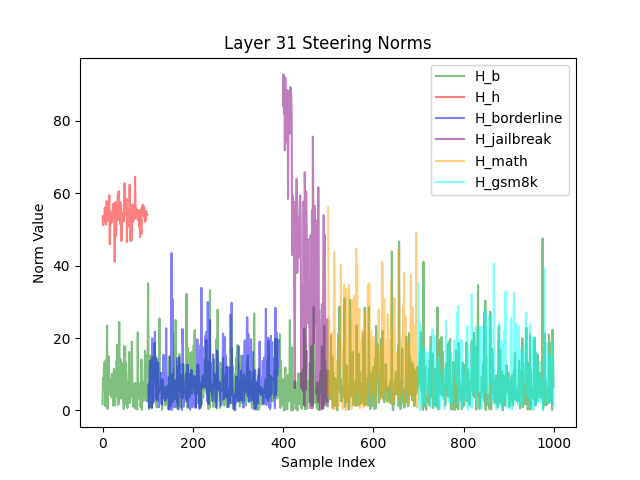 Layer 31 Steering Norms
H_b
H_h
H_borderline
H_jailbreak
H_math
H_gsm8k
Norm Value
80
60
40
20
0
0 200 400 600 800 1000
Sample Index